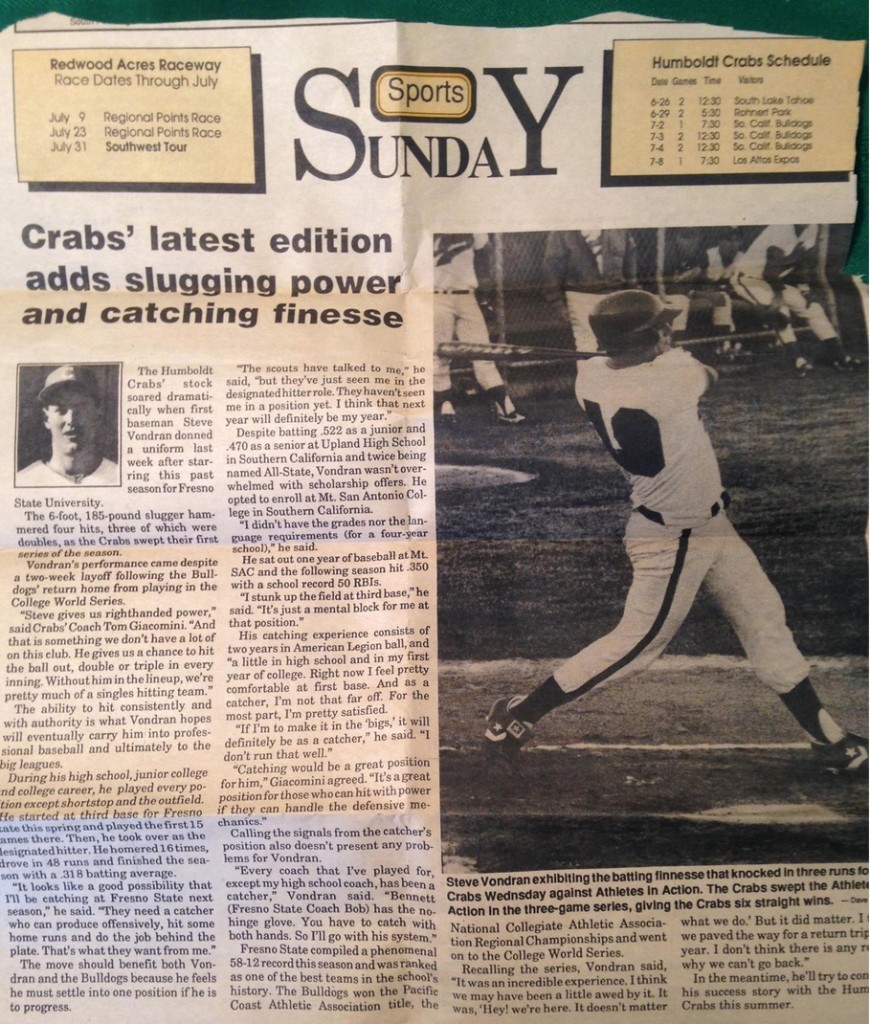 Redwood Acres Raceway
Race Dates Through July
July 9 Regional Points Race
July 23 Regional Points Race
July 31 Southwest Tour
Sports
SUNDAY
Humboldt Crabs Schedule
Date Games Time Visitors
6-26 2 12:30 South Lake Tahoe
6-29 2 5:30 Rohnert Park
7-2 1 7:30 So. Calif. Bulldogs
7-3 2 12:30 So. Calif. Bulldogs
7-4 2 12:30 So. Calif. Bulldogs
7-8 1 7:30 Los Altos Expos
Crabs' latest edition
adds slugging power
and catching finesse
The Humboldt
Crabs' stock
soared dramati-
cally when first
baseman Steve
Vondran donned
a uniform last
week after star-
ring this past
season for Fresno
State University.
The 6-foot, 185-pound slugger ham-
mered four hits, three of which were
doubles, as the Crabs swept their first
series of the season.
Vondran's performance came despite
a two-week layoff following the Bull-
dogs' return home from playing in the
College World Series.
"Steve gives us righthanded power,"
said Crabs' Coach Tom Giacomini. "And
that is something we don't have a lot of
on this club. He gives us a chance to hit
the ball out, double or triple in every
inning. Without him in the lineup, we're
pretty much of a singles hitting team."
The ability to hit consistently and
with authority is what Vondran hopes
will eventually carry him into profes-
sional baseball and ultimately to the
big leagues.
During his high school, junior college
nd college career, he played every po-
ition except shortstop and the outfield.
He started at third base for Fresno
tate this spring and played the first 15
ames there. Then, he took over as the
designated hitter. He homered 16 times,
drove in 48 runs and finished the sea-
son with a .318 batting average.
"It looks like a good possibility that
I'll be catching at Fresno State next
season," he said. "They need a catcher
who can produce offensively, hit some
home runs and do the job behind the
plate. That's what they want from me."
The move should benefit both Von-
dran and the Bulldogs because he feels
he must settle into one position if he is
to progress.
"The scouts have talked to me," he
said, "but they've just seen me in the
designated hitter role. They haven't seen
me in a position yet. I think that next
year will definitely be my year."
Despite batting .522 as a junior and
.470 as a senior at Upland High School
in Southern California and twice being
named All-State, Vondran wasn't over-
whelmed with scholarship offers. He
opted to enroll at Mt. San Antonio Col-
lege in Southern California.
"I didn't have the grades nor the lan-
guage requirements (for a four-year
school)," he said.
He sat out one year of baseball at Mt.
SAC and the following season hit .350
with a school record 50 RBIs.
"I stunk up the field at third base," he
said. "It's just a mental block for me at
that position."
His catching experience consists of
two years in American Legion ball, and
"a little in high school and in my first
year of college. Right now I feel pretty
comfortable at first base. And as a
catcher, I'm not that far off. For the
most part, I'm pretty satisfied.
"If I'm to make it in the 'bigs,' it will
definitely be as a catcher," he said. "I
don't run that well."
"Catching would be a great position
for him," Giacomini agreed. "It's a great
position for those who can hit with power
if they can handle the defensive me-
chanics."
Calling the signals from the catcher's
position also doesn't present any prob-
lems for Vondran.
"Every coach that I've played for,
except my high school coach, has been a
catcher," Vondran said. "Bennett
(Fresno State Coach Bob) has the no-
hinge glove. You have to catch with
both hands. So I'll go with his system."
Fresno State compiled a phenomenal
58-12 record this season and was ranked
as one of the best teams in the school's
history. The Bulldogs won the Pacific
Coast Athletic Association title, the
Steve Vondran exhibiting the batting finnesse that knocked in three runs fo
Crabs Wednsday against Athletes in Action. The Crabs swept the Athlete
Action in the three-game series, giving the Crabs six straight wins. — Dave
National Collegiate Athletic Associa-
tion Regional Championships and went
on to the College World Series.
Recalling the series, Vondran said,
"It was an incredible experience. I think
we may have been a little awed by it. It
was, 'Hey! we're here. It doesn't matter
what we do.' But it did matter. I t
we paved the way for a return trip
year. I don't think there is any re
why we can't go back."
In the meantime, he'll try to con
his success story with the Hum
Crabs this summer.